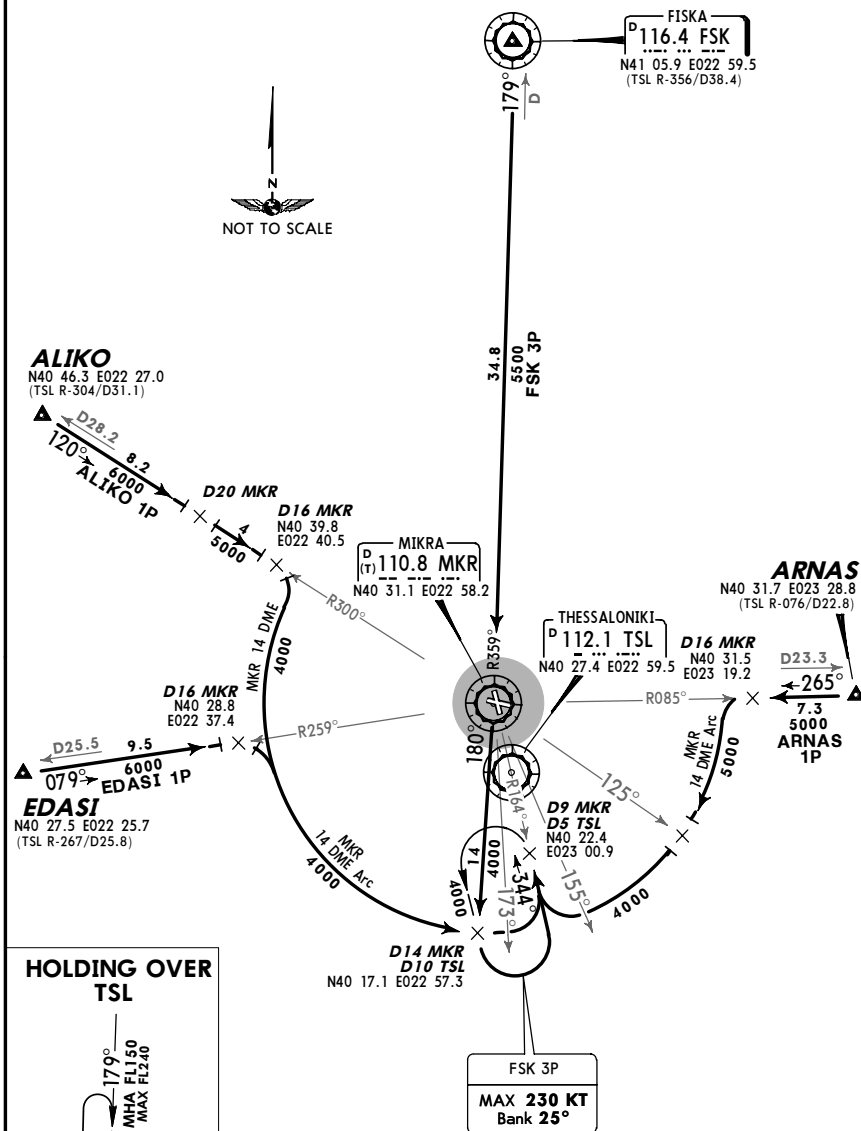 FISKA
D 116.4 FSK
N41 05.9 E022 59.5
(TSL R-356/D38.4)
179°
D
N
NOT TO SCALE
34.8
5500
FSK 3P
ALIKO
N40 46.3 E022 27.0
(TSL R-304/D31.1)
D28.2
120°
8.2
6000
ALIKO 1P
D20 MKR
4
5000
D16 MKR
N40 39.8
E022 40.5
MIKRA
D
(T) 110.8 MKR
N40 31.1 E022 58.2
R300°
MKR 14 DME
4000
R359°
THESSALONIKI
D 112.1 TSL
N40 27.4 E022 59.5
ARNAS
N40 31.7 E023 28.8
(TSL R-076/D22.8)
D16 MKR
N40 31.5
E023 19.2
D23.3
265°
R085°
7.3
5000
ARNAS
1P
MKR
14 DME Arc
5000
D16 MKR
N40 28.8
E022 37.4
R259°
D25.5
9.5
079°
6000
EDASI 1P
EDASI
N40 27.5 E022 25.7
(TSL R-267/D25.8)
180°
R164°
125°
D9 MKR
D5 TSL
N40 22.4
E023 00.9
MKR
14 DME Arc
4000
14
4000
4000
344°
173°
155°
4000
D14 MKR
D10 TSL
N40 17.1 E022 57.3
HOLDING OVER
TSL
179°
MHA FL150
MAX FL240
FSK 3P
MAX 230 KT
Bank 25°